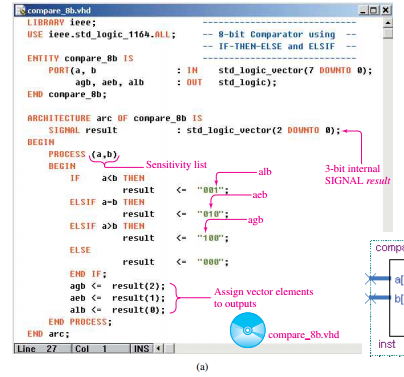 compare_8b.vhd
LIBRARY ieee; -----------------------------------
USE ieee.std_logic_1164.ALL; -- 8-bit Comparator using --
-- IF-THEN-ELSE and ELSIF --
ENTITY compare_8b IS -----------------------------------
PORT(a, b : IN std_logic_vector(7 DOWNTO 0);
agb, aeb, alb : OUT std_logic);
END compare_8b;
ARCHITECTURE arc OF compare_8b IS
SIGNAL result : std_logic_vector(2 DOWNTO 0);
BEGIN
PROCESS (a,b)
BEGIN
Sensitivity list
3-bit internal
SIGNAL result
alb
IF a<b THEN
result <= "001";
aeb
ELSIF a=b THEN
result <= "010";
agb
ELSIF a>b THEN
result <= "100";
ELSE
result <= "000";
END IF;
agb <= result(2);
aeb <= result(1);
alb <= result(0);
Assign vector elements
to outputs
END PROCESS;
END arc;
compare_8b.vhd
Line 27 Col 1 INS
(a)
compa
a[
b[
inst